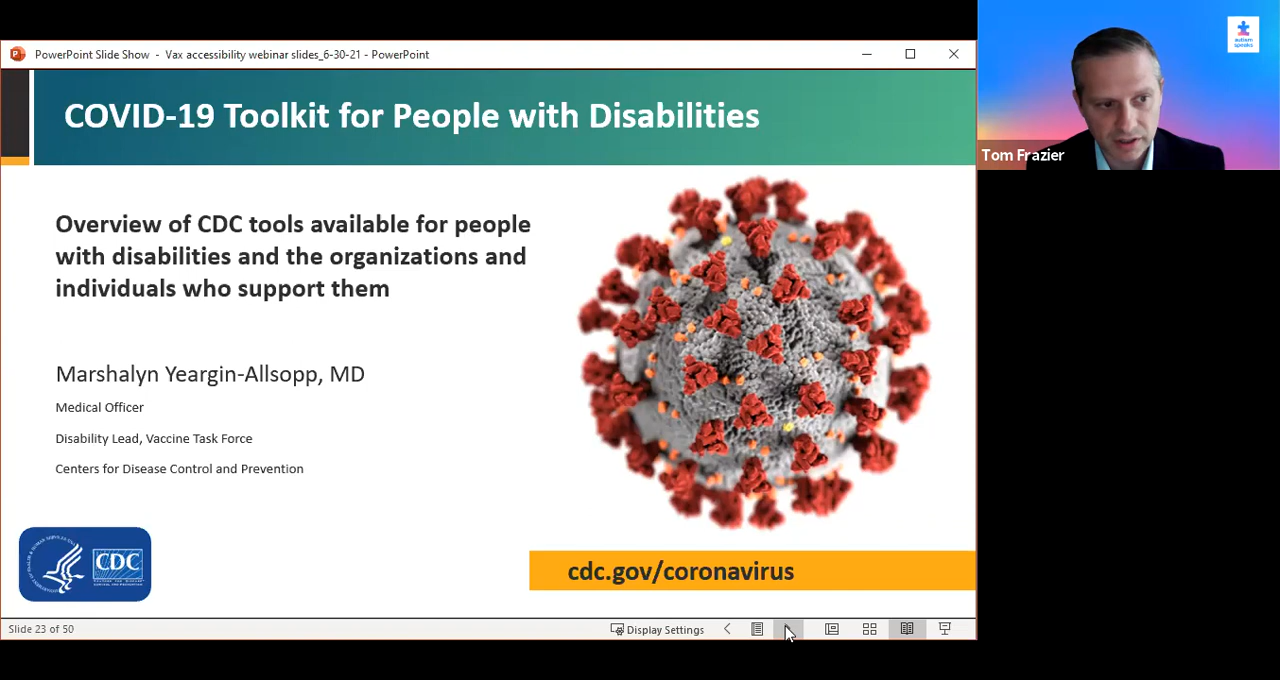 PowerPoint Slide Show - Vax accessibility webinar slides_6-30-21 - PowerPoint
COVID-19 Toolkit for People with Disabilities
Overview of CDC tools available for people
with disabilities and the organizations and
individuals who support them
Marshalyn Yeargin-Allsopp, MD
Medical Officer
Disability Lead, Vaccine Task Force
Centers for Disease Control and Prevention
CDC
cdc.gov/coronavirus
Slide 23 of 50
Display Settings
autism
speaks
Tom Frazier